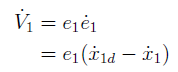 V̇₁ = e₁ė₁
= e₁(ẋ₁d − ẋ₁)